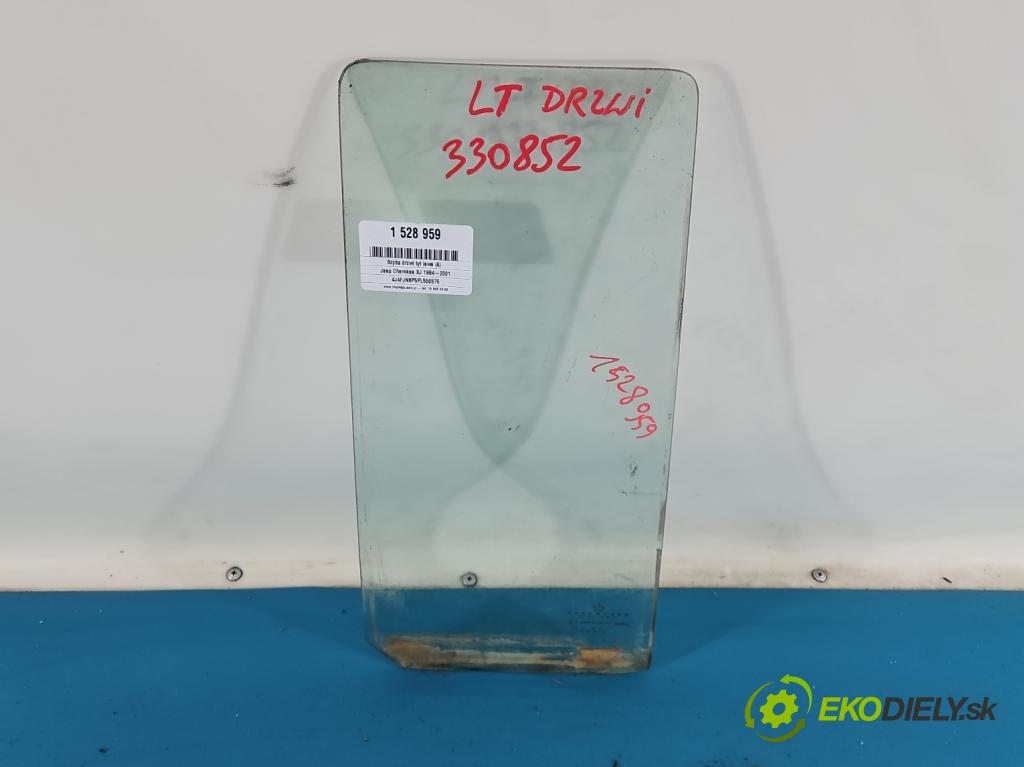 LT DRZWI
330852
1 528 959
Szyba drzwi tył lewa (A)
Jeep Cherokee XJ 1984 - 2001
1528959
EKODIELY.sk